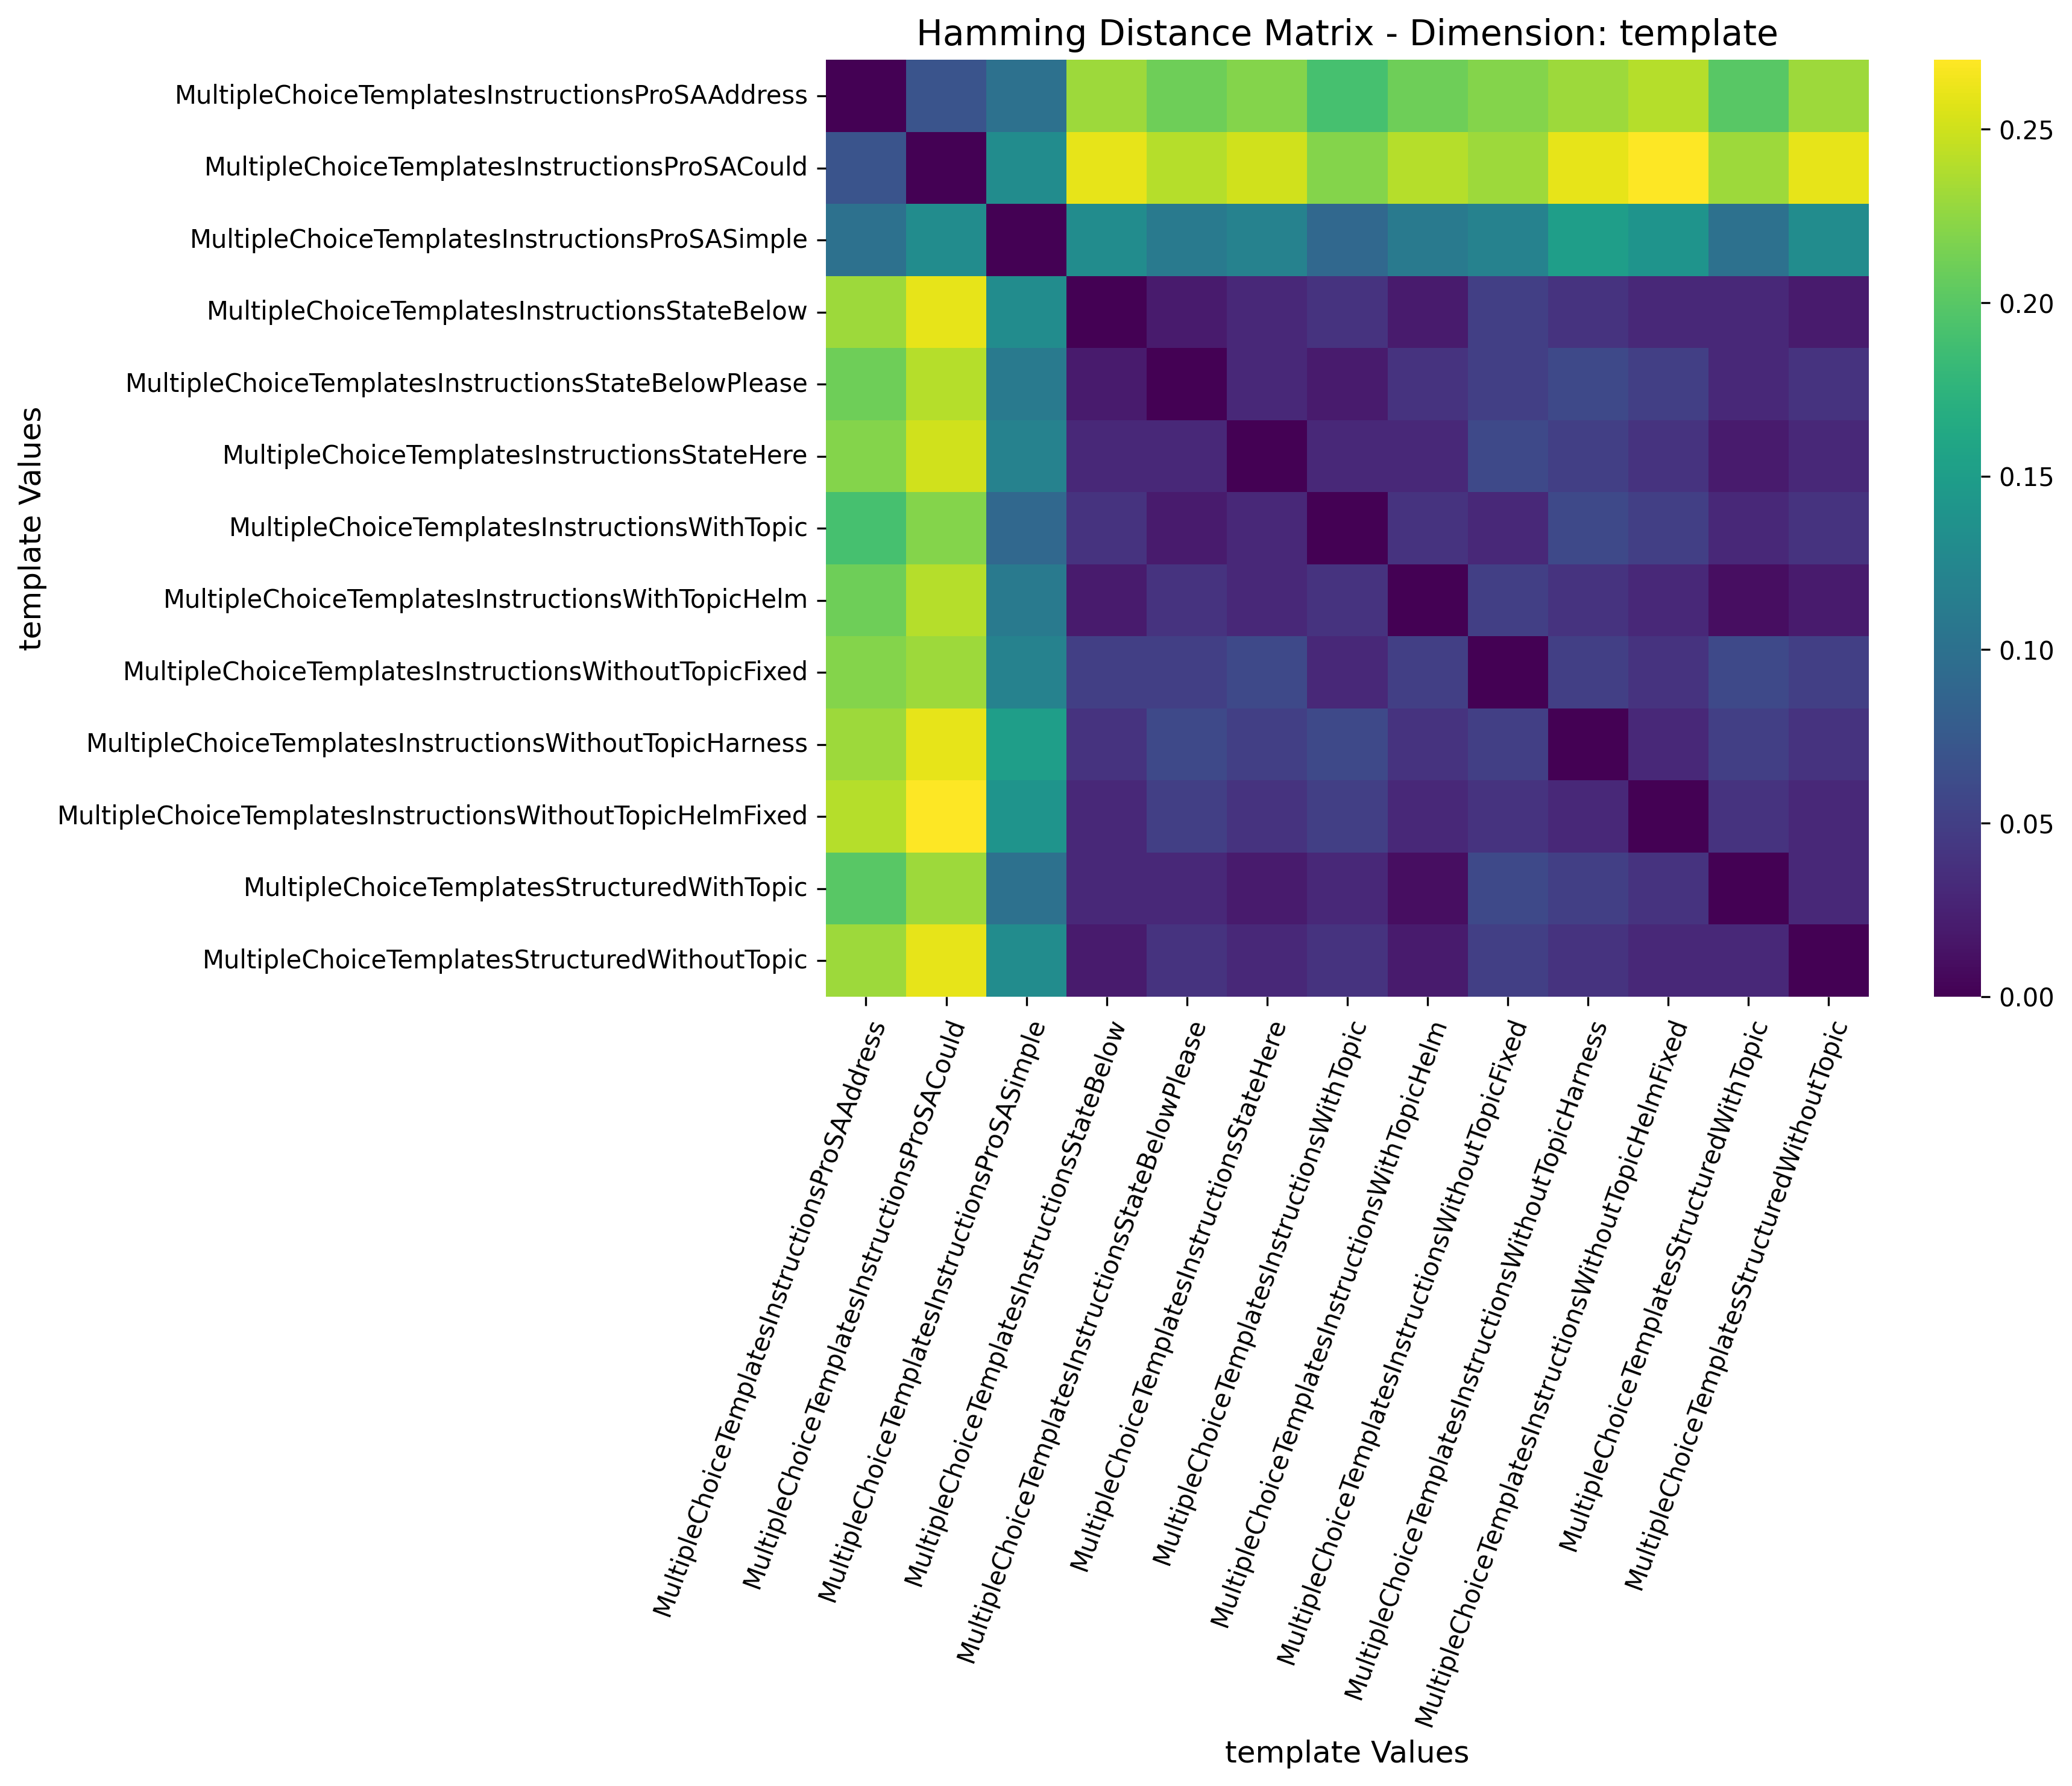 Hamming Distance Matrix - Dimension: template
template Values
MultipleChoiceTemplatesInstructionsProSAAddress
MultipleChoiceTemplatesInstructionsProSACould
MultipleChoiceTemplatesInstructionsProSASimple
MultipleChoiceTemplatesInstructionsStateBelow
MultipleChoiceTemplatesInstructionsStateBelowPlease
MultipleChoiceTemplatesInstructionsStateHere
MultipleChoiceTemplatesInstructionsWithTopic
MultipleChoiceTemplatesInstructionsWithTopicHelm
MultipleChoiceTemplatesInstructionsWithoutTopicFixed
MultipleChoiceTemplatesInstructionsWithoutTopicHarness
MultipleChoiceTemplatesInstructionsWithoutTopicHelmFixed
MultipleChoiceTemplatesStructuredWithTopic
MultipleChoiceTemplatesStructuredWithoutTopic
0.25
0.20
0.15
0.10
0.05
0.00
MultipleChoiceTemplatesInstructionsProSAAddress
MultipleChoiceTemplatesInstructionsProSACould
MultipleChoiceTemplatesInstructionsProSASimple
MultipleChoiceTemplatesInstructionsStateBelow
MultipleChoiceTemplatesInstructionsStateBelowPlease
MultipleChoiceTemplatesInstructionsStateHere
MultipleChoiceTemplatesInstructionsWithTopic
MultipleChoiceTemplatesInstructionsWithTopicHelm
MultipleChoiceTemplatesInstructionsWithoutTopicFixed
MultipleChoiceTemplatesInstructionsWithoutTopicHarness
MultipleChoiceTemplatesInstructionsWithoutTopicHelmFixed
MultipleChoiceTemplatesStructuredWithTopic
MultipleChoiceTemplatesStructuredWithoutTopic
template Values